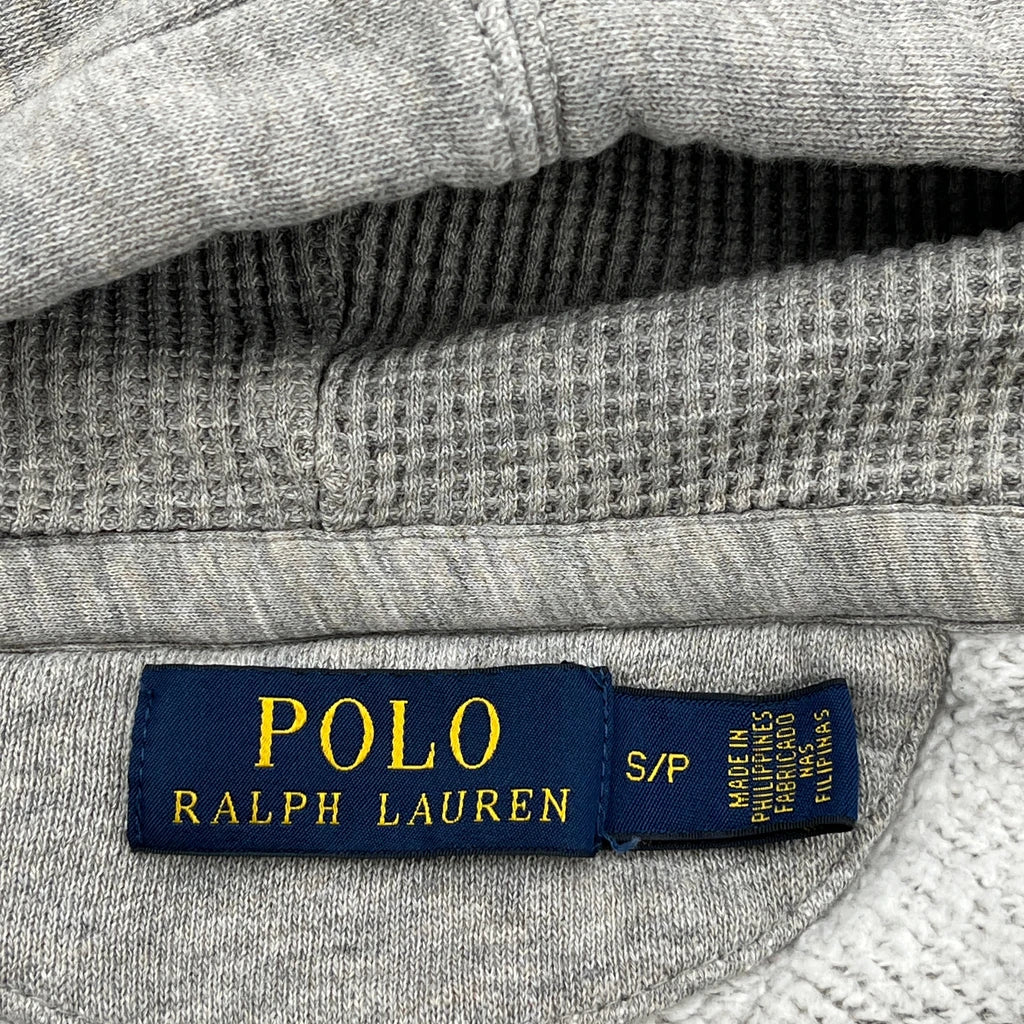 POLO
RALPH LAUREN
S/P
MADE IN
PHILIPPINES
FABRICADO
NAS
FILIPINAS